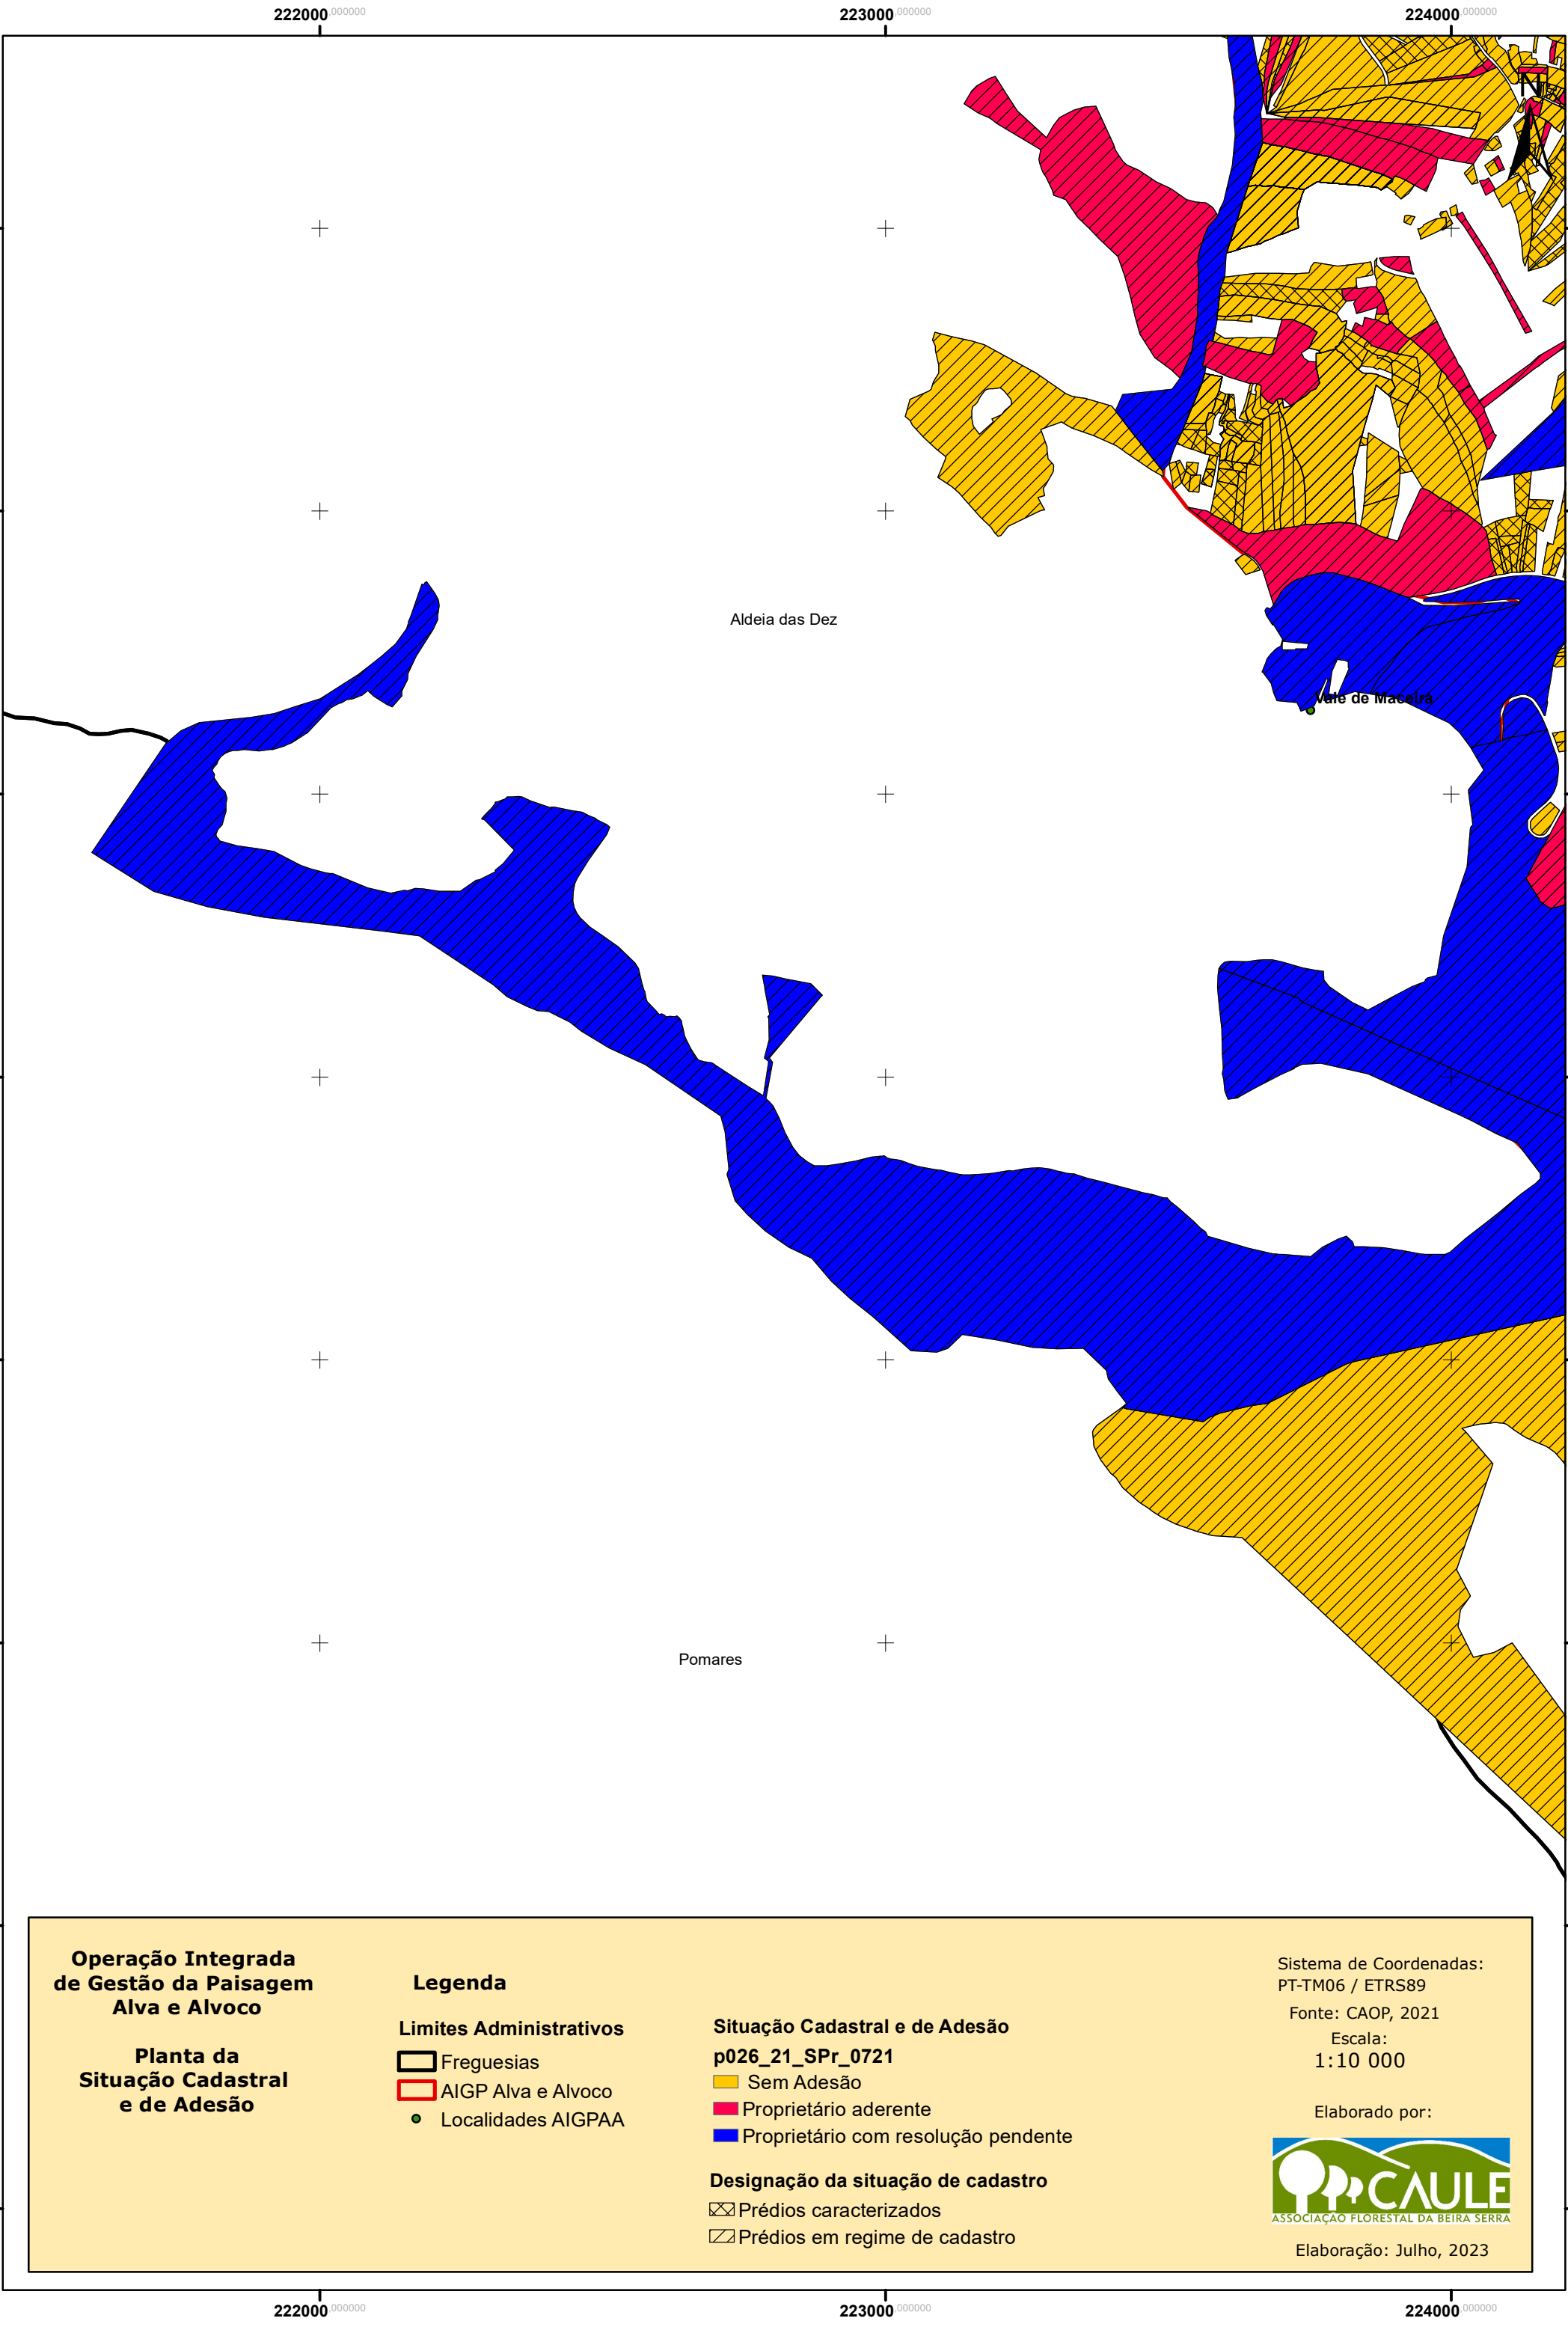 222000,000000 223000,000000 224000,000000
N
Aldeia das Dez
Vale de Maceira
Pomares
Operação Integrada
de Gestão da Paisagem
Alva e Alvoco
Planta da
Situação Cadastral
e de Adesão
Legenda
Limites Administrativos
Freguesias
AIGP Alva e Alvoco
Localidades AIGPAA
Situação Cadastral e de Adesão
p026_21_SPr_0721
Sem Adesão
Proprietário aderente
Proprietário com resolução pendente
Designação da situação de cadastro
Prédios caracterizados
Prédios em regime de cadastro
Sistema de Coordenadas:
PT-TM06 / ETRS89
Fonte: CAOP, 2021
Escala:
1:10 000
Elaborado por:
CAULE
ASSOCIAÇÃO FLORESTAL DA BEIRA SERRA
Elaboração: Julho, 2023
222000,000000 223000,000000 224000,000000